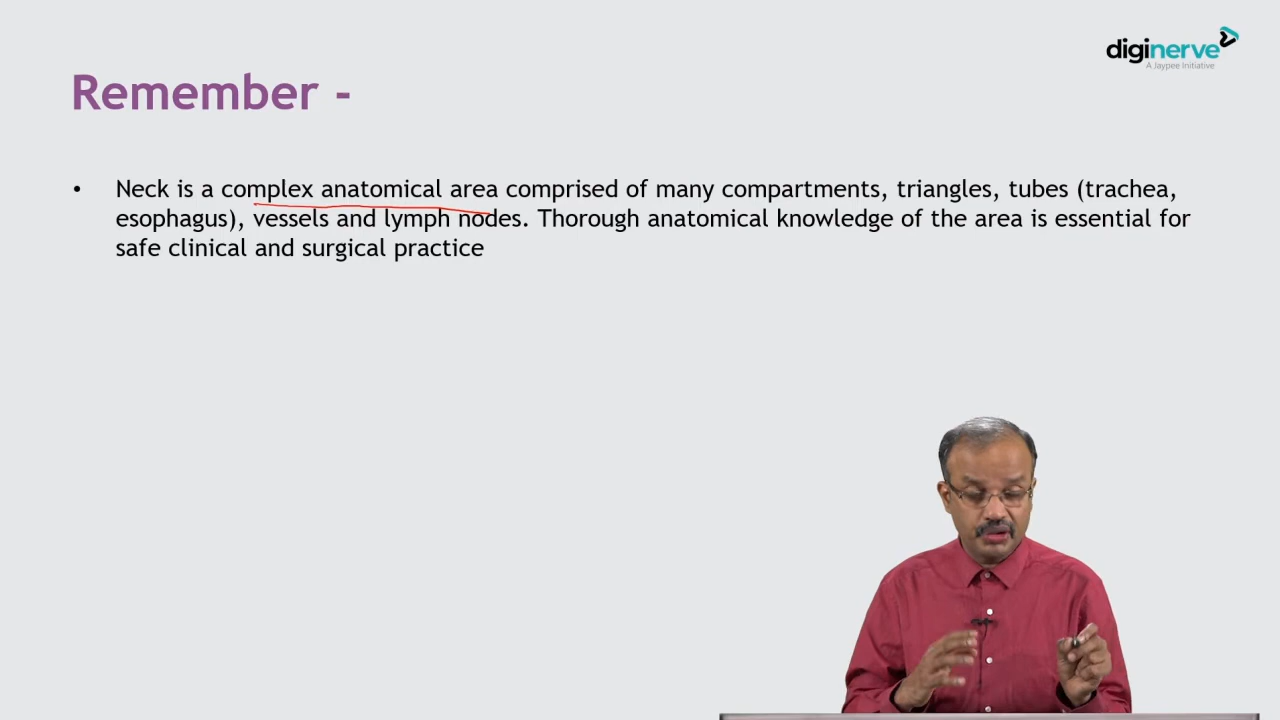 diginerve
A Jaypee Initiative
Remember -
• Neck is a complex anatomical area comprised of many compartments, triangles, tubes (trachea,
esophagus), vessels and lymph nodes. Thorough anatomical knowledge of the area is essential for
safe clinical and surgical practice